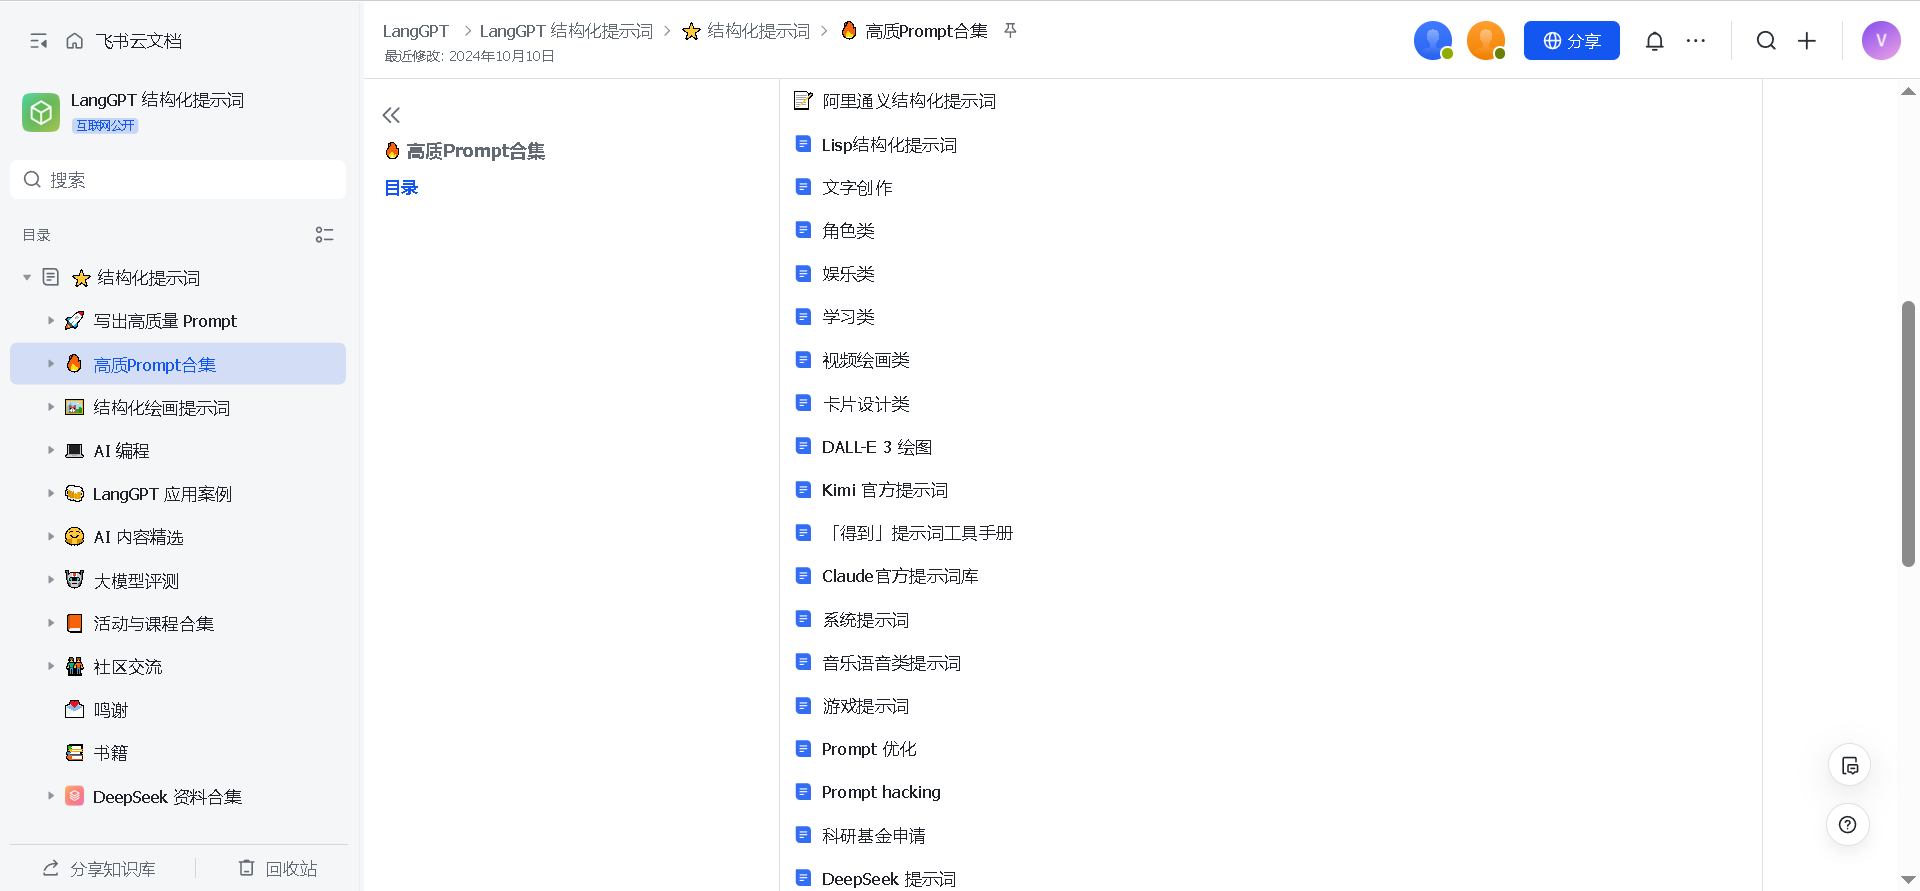 飞书云文档
LangGPT 结构化提示词
互联网公开
搜索
目录
⭐ 结构化提示词
🚀 写出高质量 Prompt
🔥 高质Prompt合集
🖼️ 结构化绘画提示词
💻 AI 编程
🍻 LangGPT 应用案例
🤗 AI 内容精选
🤖 大模型评测
📕 活动与课程合集
👬 社区交流
💌 鸣谢
📚 书籍
DeepSeek 资料合集
分享知识库
回收站
LangGPT > LangGPT 结构化提示词 > ⭐ 结构化提示词 > 🔥 高质Prompt合集
最近修改: 2024年10月10日
分享
V
🔥 高质Prompt合集
目录
📝 阿里通义结构化提示词
Lisp结构化提示词
文字创作
角色类
娱乐类
学习类
视频绘画类
卡片设计类
DALL-E 3 绘图
Kimi 官方提示词
「得到」提示词工具手册
Claude官方提示词库
系统提示词
音乐语音类提示词
游戏提示词
Prompt 优化
Prompt hacking
科研基金申请
DeepSeek 提示词